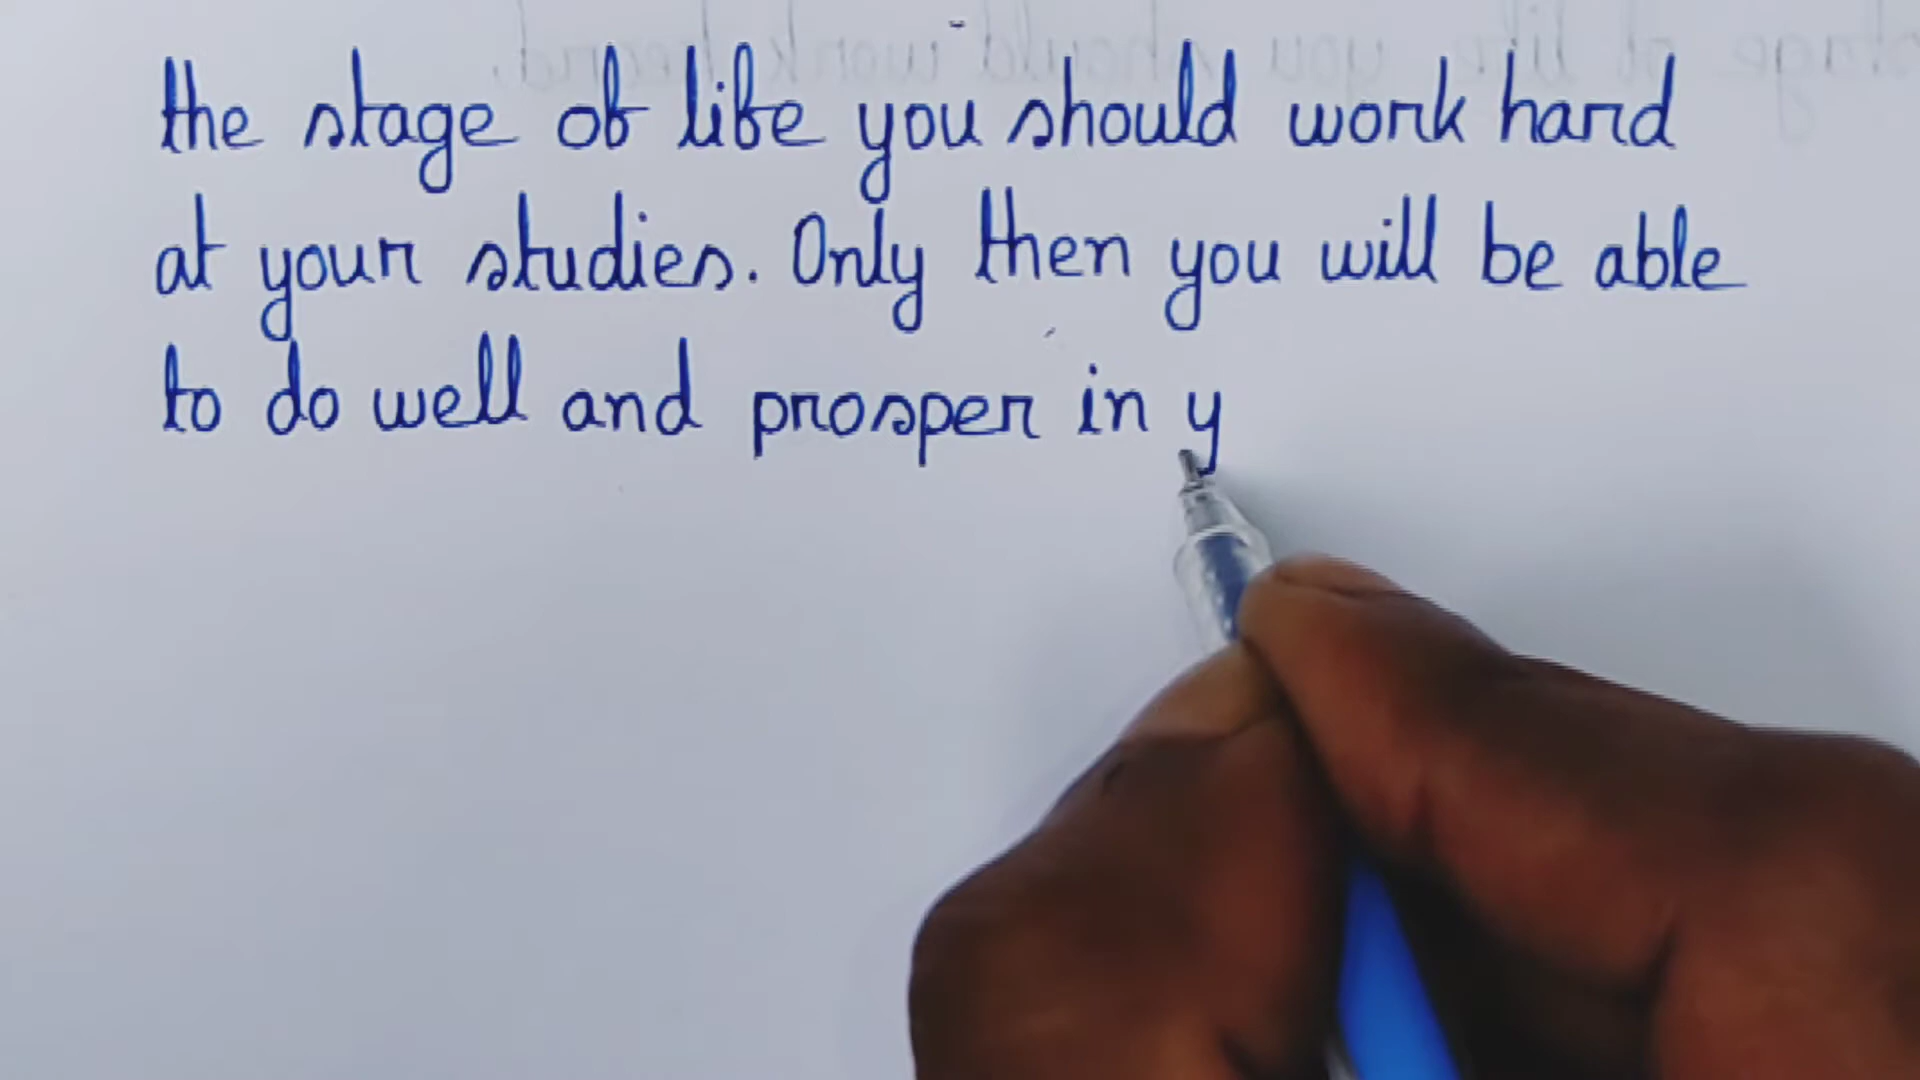 the stage of life you should work hard
at your studies. Only then you will be able
to do well and prosper in y